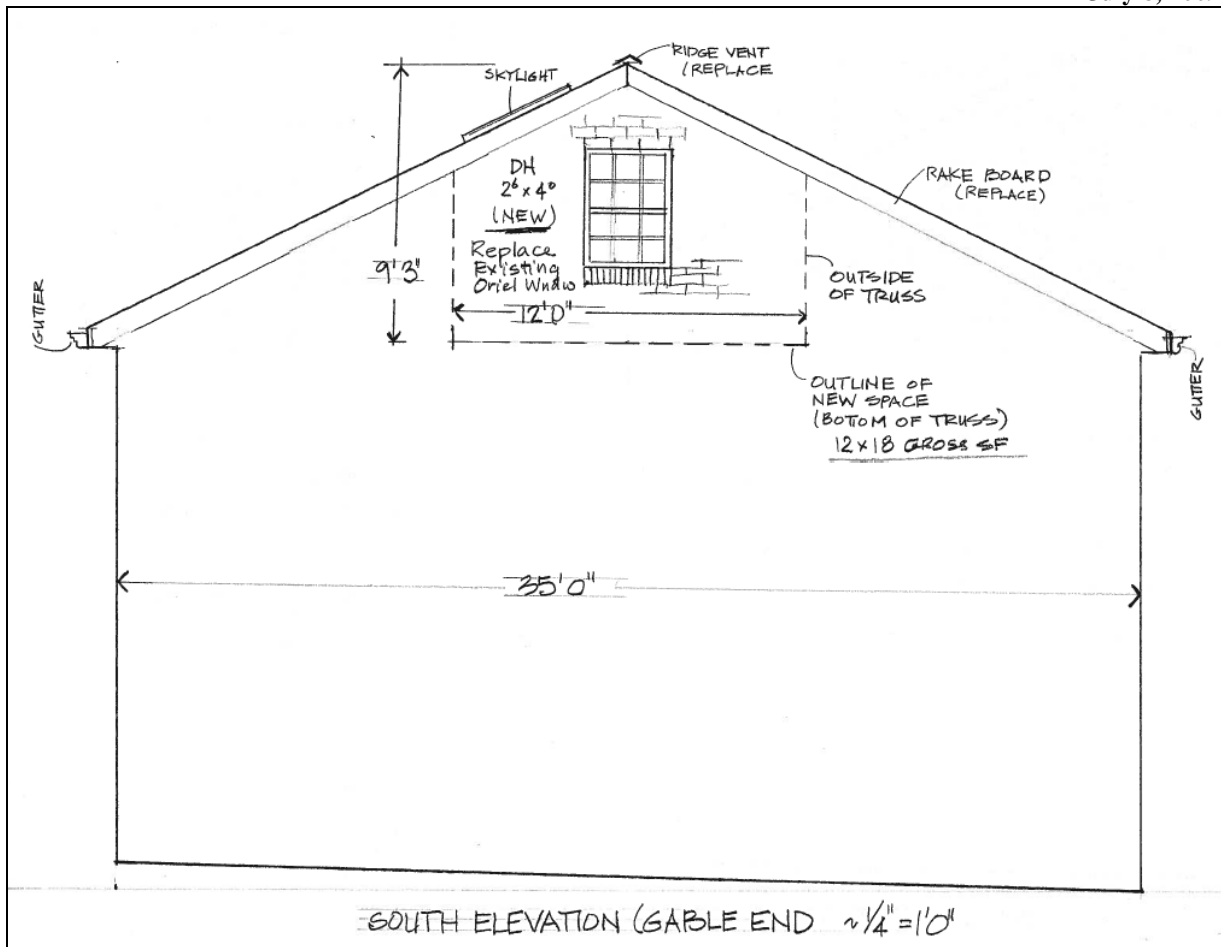 RIDGE VENT
(REPLACE
SKYLIGHT
DH
2⁶ x 4⁰
(NEW)
Replace
Existing
Oriel Wndw
RAKE BOARD
(REPLACE)
9'3"
12'0"
OUTSIDE
OF TRUSS
GUTTER
GUTTER
OUTLINE OF
NEW SPACE
(BOTTOM OF TRUSS)
12 x 18 GROSS SF
35'0"
SOUTH ELEVATION (GABLE END ~ 1/4" = 1'0"